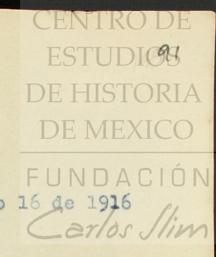 CENTRO DE
ESTUDIOS 91
DE HISTORIA
DE MEXICO
FUNDACIÓN
o 16 de 1916
Carlos Slim